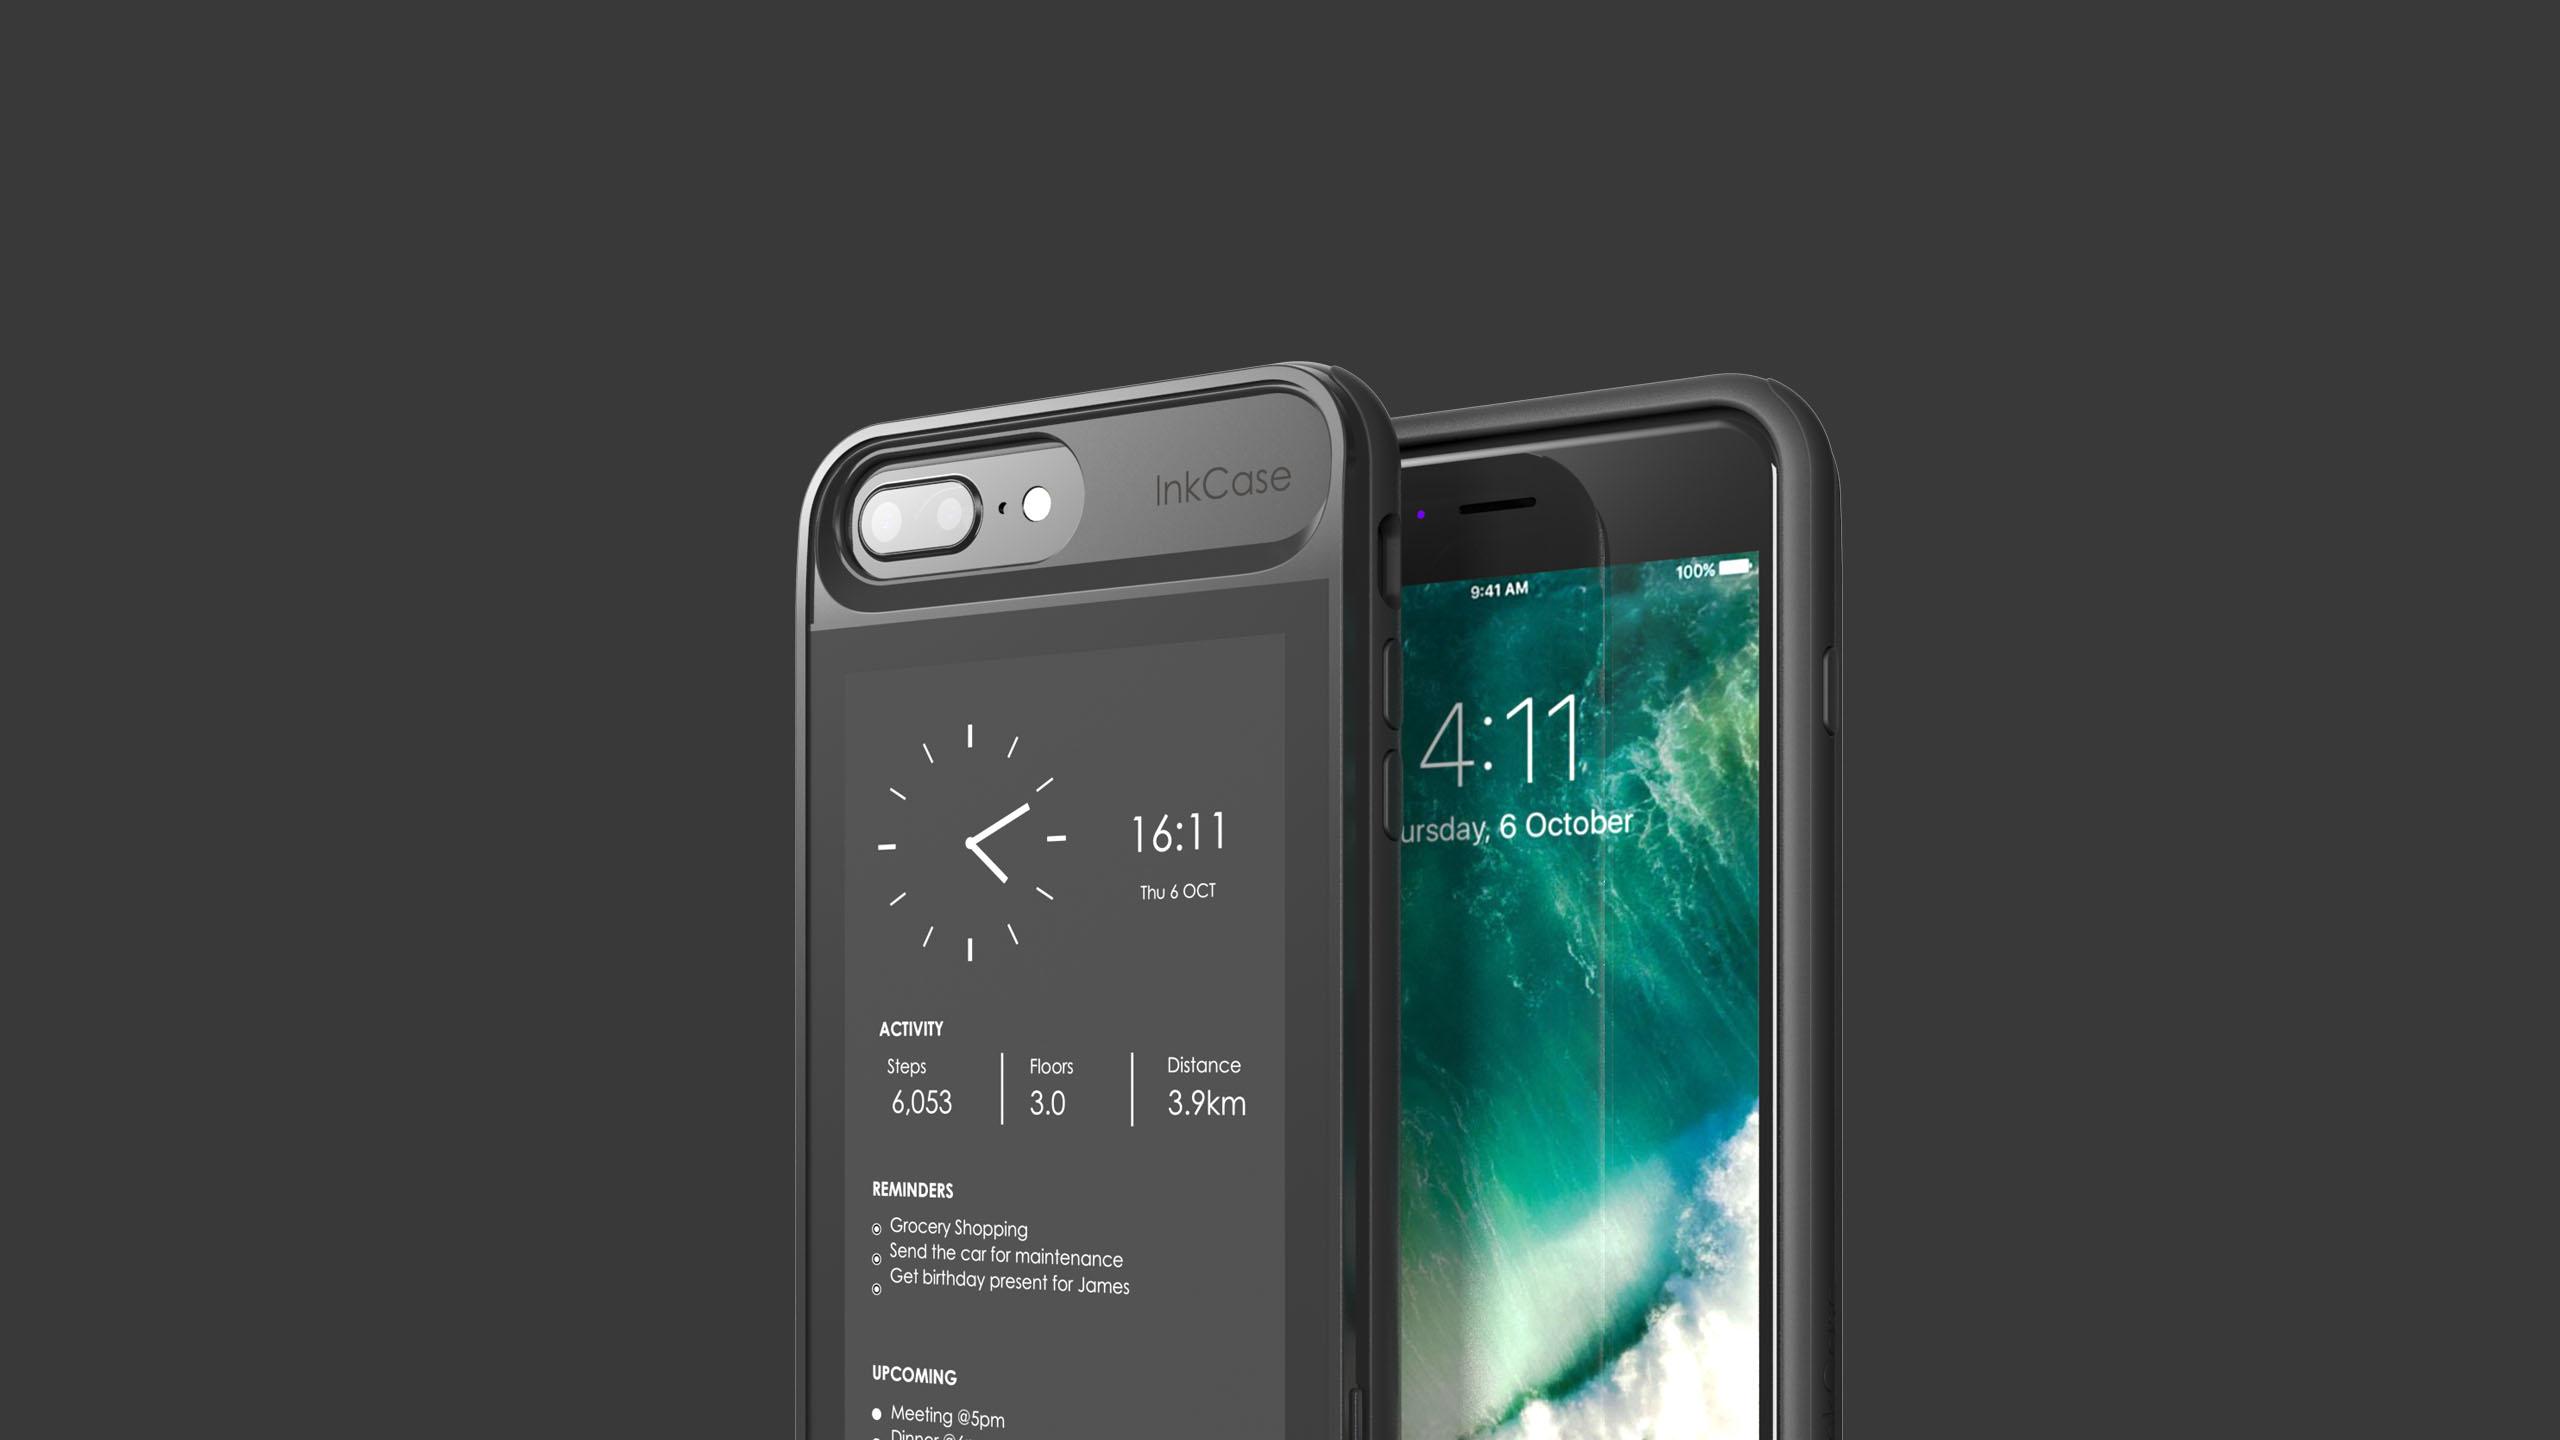 InkCase
16:11
Thu 6 OCT
ACTIVITY
Steps
6,053
Floors
3.0
Distance
3.9km
REMINDERS
Grocery Shopping
Send the car for maintenance
Get birthday present for James
UPCOMING
Meeting @5pm
Dinner
9:41 AM
100%
4:11
ursday, 6 October